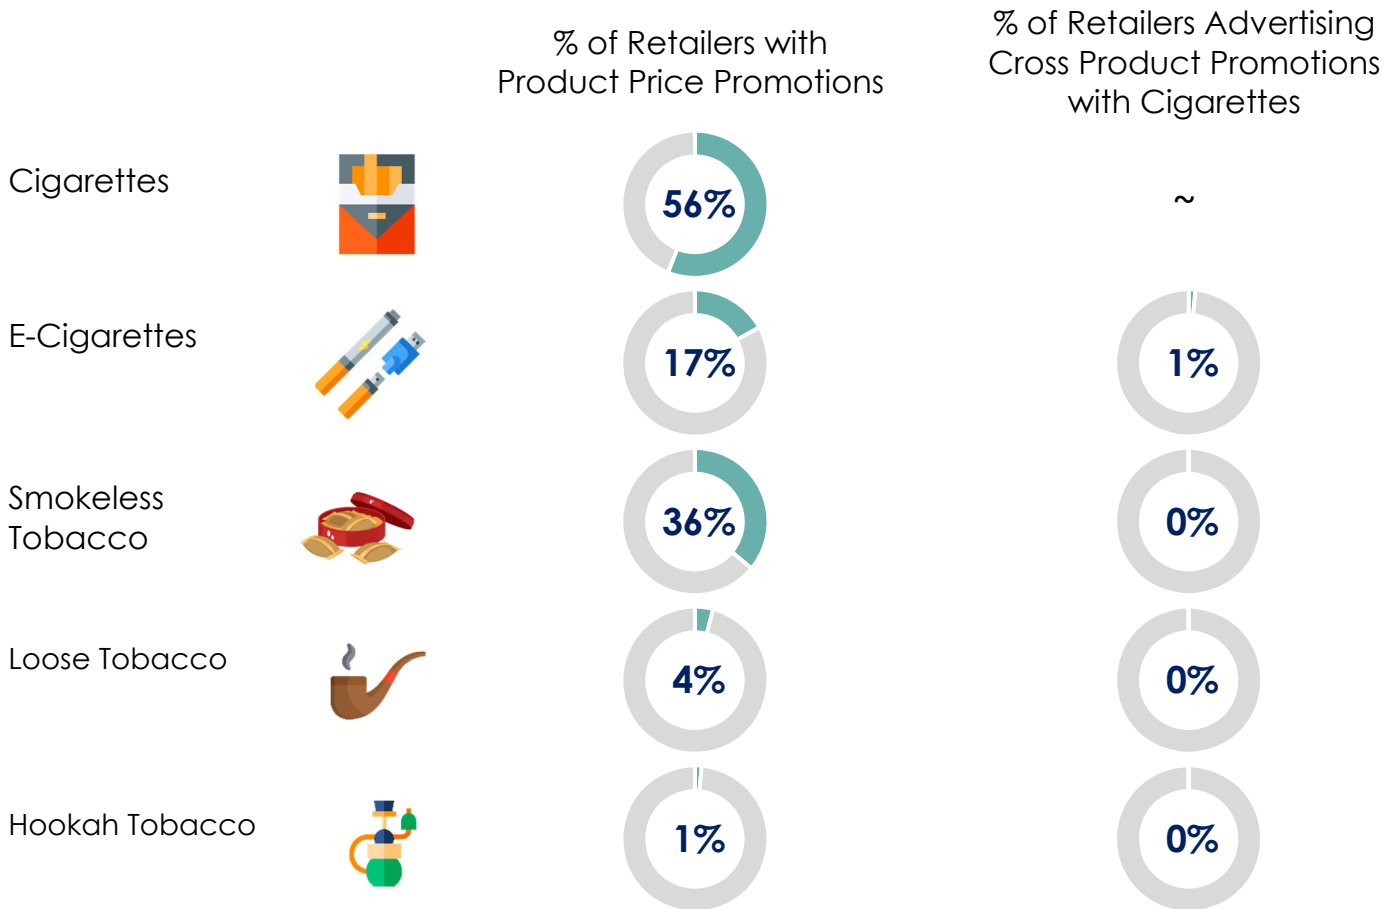 % of Retailers with
Product Price Promotions
% of Retailers Advertising
Cross Product Promotions
with Cigarettes
Cigarettes
56%
~
E-Cigarettes
17%
1%
Smokeless
Tobacco
36%
0%
Loose Tobacco
4%
0%
Hookah Tobacco
1%
0%